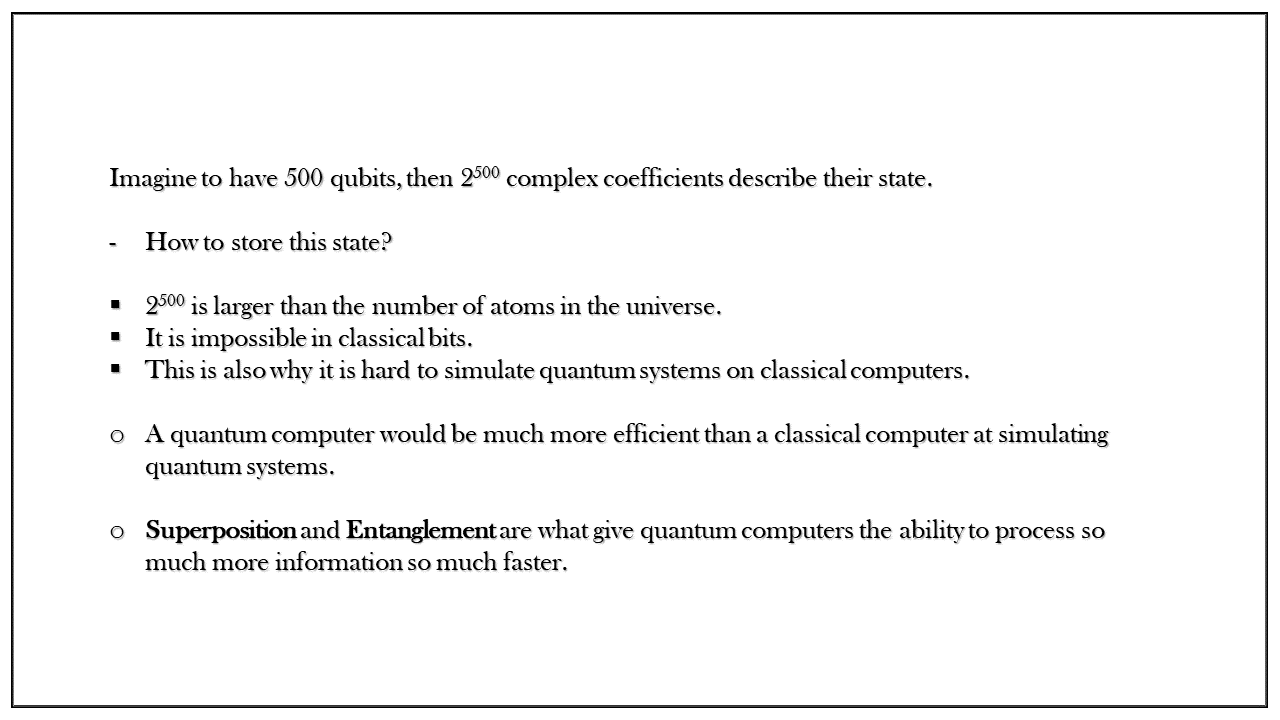 Imagine to have 500 qubits, then 2⁵⁰⁰ complex coefficients describe their state.
- How to store this state?
▪ 2⁵⁰⁰ is larger than the number of atoms in the universe.
▪ It is impossible in classical bits.
▪ This is also why it is hard to simulate quantum systems on classical computers.
o A quantum computer would be much more efficient than a classical computer at simulating
quantum systems.
o Superposition and Entanglement are what give quantum computers the ability to process so
much more information so much faster.